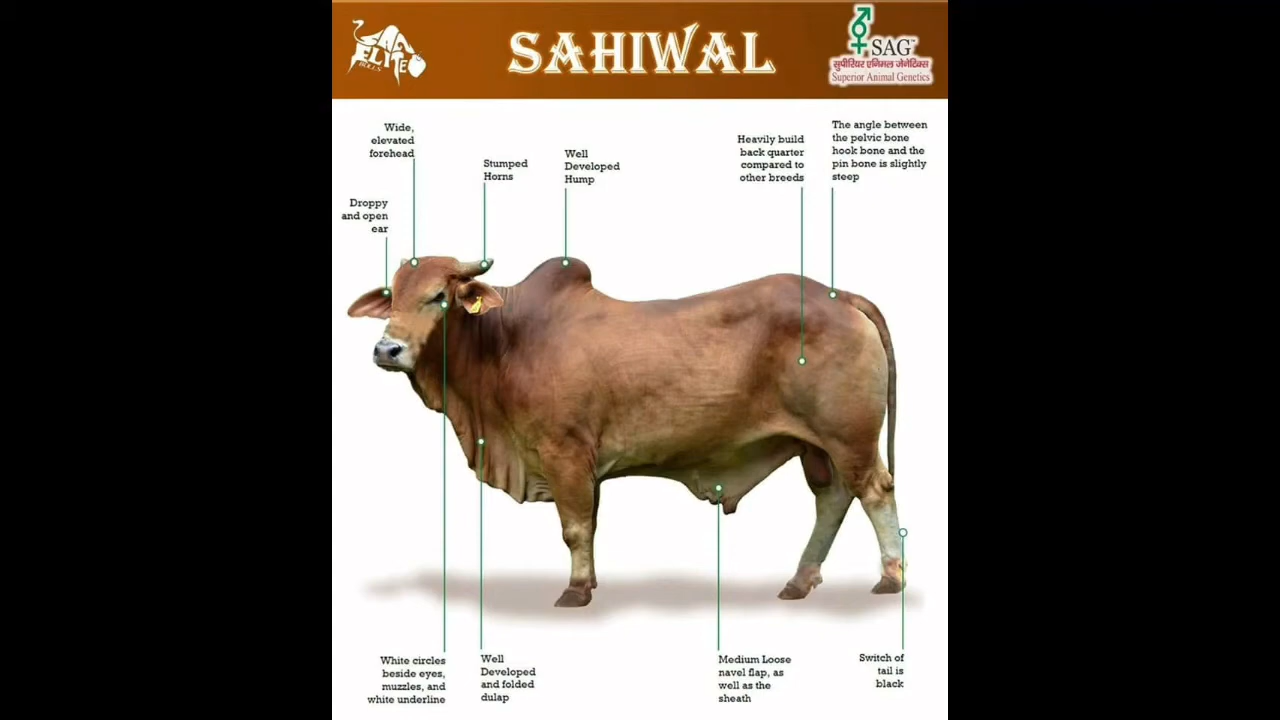 ELITE
BULLS
SAHIWAL
SAG™
सुपीरियर एनिमल जेनेटिक्स
Superior Animal Genetics
Wide,
elevated
forehead
Droppy
and open
ear
Stumped
Horns
Well
Developed
Hump
Heavily build
back quarter
compared to
other breeds
The angle between
the pelvic bone
hook bone and the
pin bone is slightly
steep
White circles
beside eyes,
muzzles, and
white underline
Well
Developed
and folded
dulap
Medium Loose
navel flap, as
well as the
sheath
Switch of
tail is
black